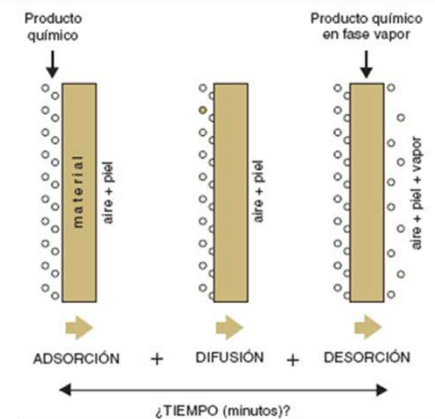 Producto
químico
Producto químico
en fase vapor
material
aire + piel
aire + piel
aire + piel + vapor
ADSORCIÓN + DIFUSIÓN + DESORCIÓN
¿TIEMPO (minutos)?